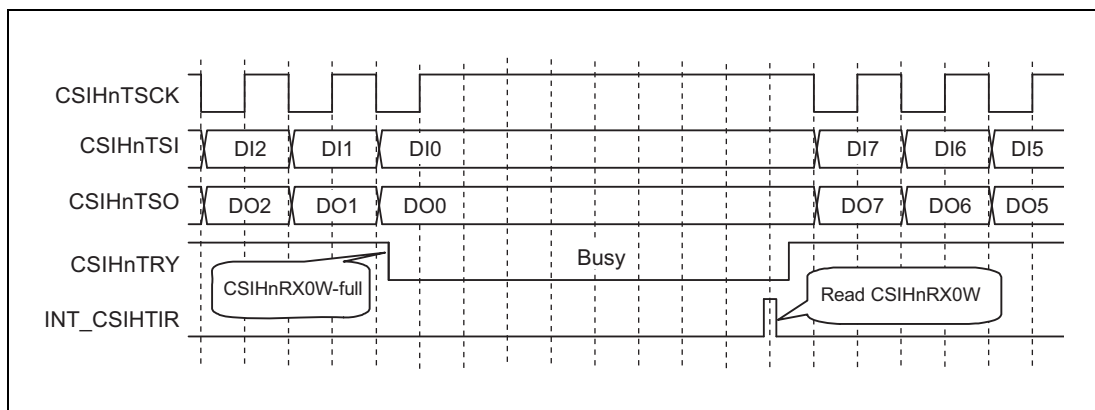 CSIHnTSCK
CSIHnTSI DI2 DI1 DI0 DI7 DI6 DI5
CSIHnTSO DO2 DO1 DO0 DO7 DO6 DO5
CSIHnTRY Busy
CSIHnRX0W-full Read CSIHnRX0W
INT_CSIHTIR